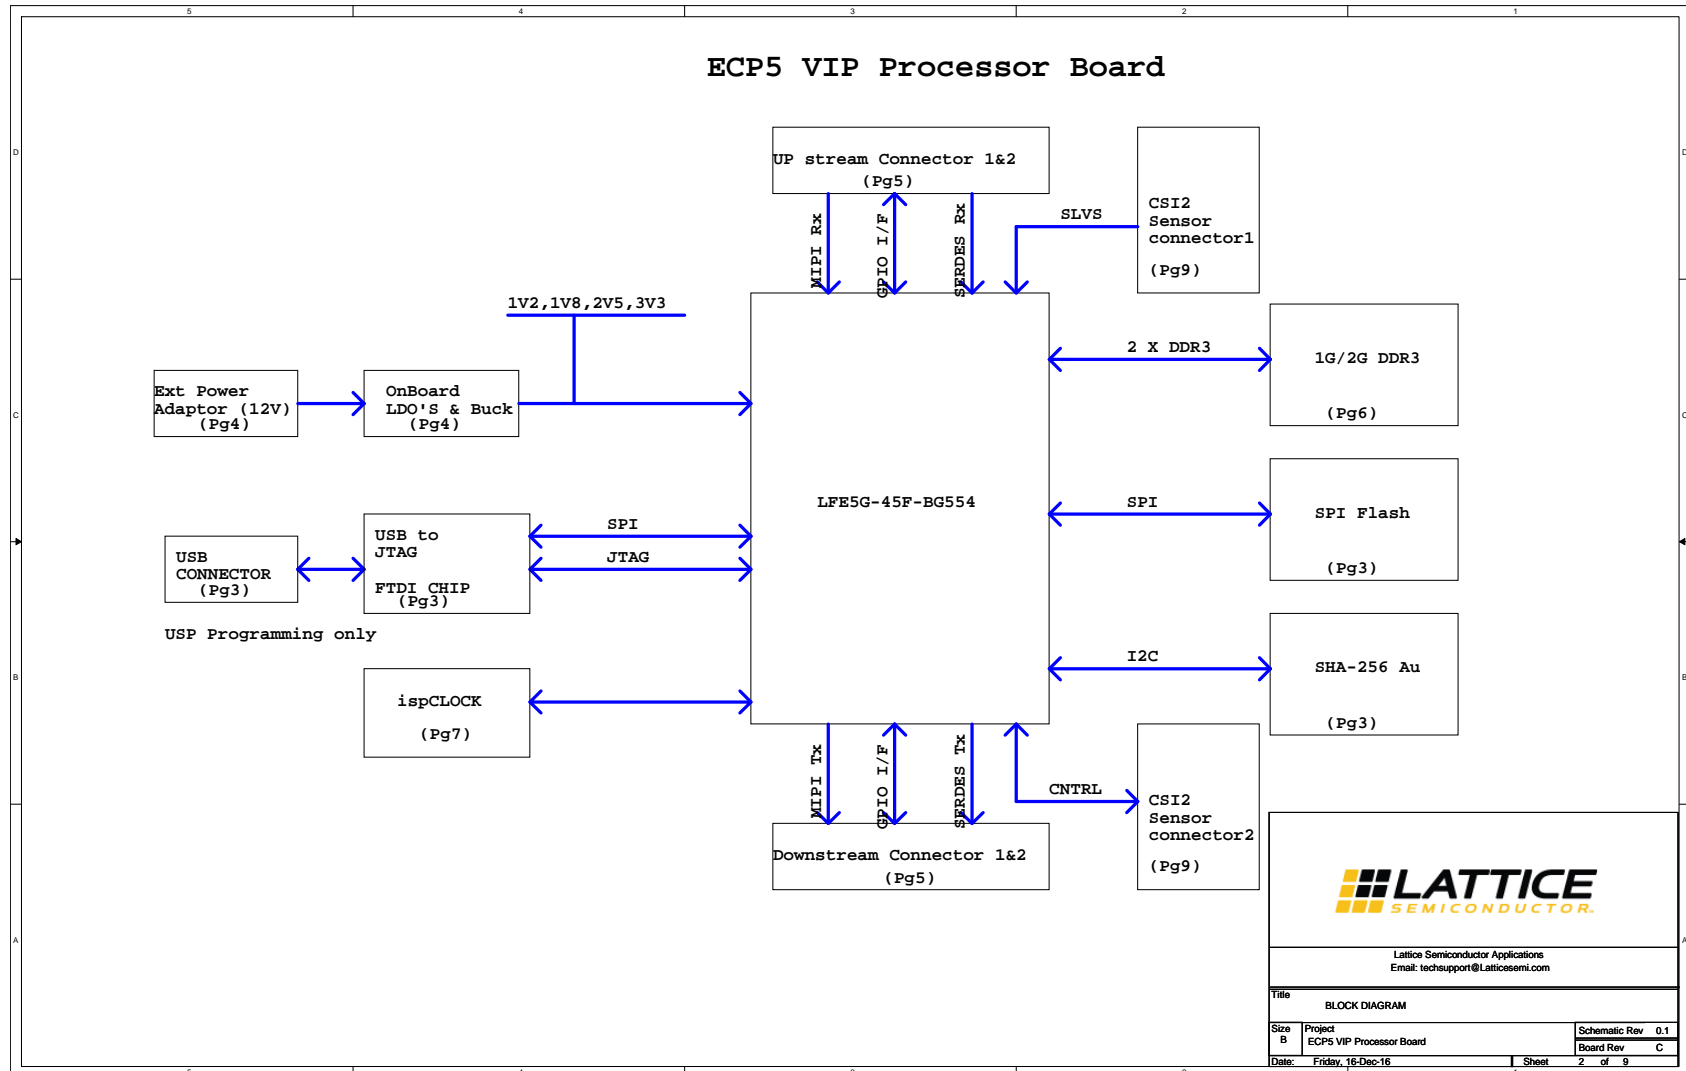 5 4 3 2 1
ECP5 VIP Processor Board
D D
UP stream Connector 1&2
(Pg5)
MIPI Rx
GPIO I/F
SERDES Rx
SLVS
CSI2
Sensor
connector1
(Pg9)
1V2,1V8,2V5,3V3
2 X DDR3
1G/2G DDR3
(Pg6)
Ext Power
Adaptor (12V)
(Pg4)
OnBoard
LDO'S & Buck
(Pg4)
C C
LFE5G-45F-BG554
SPI
SPI Flash
(Pg3)
USB
CONNECTOR
(Pg3)
USB to
JTAG
FTDI CHIP
(Pg3)
SPI
JTAG
USP Programming only
I2C
SHA-256 Au
(Pg3)
B B
ispCLOCK
(Pg7)
MIPI Tx
GPIO I/F
SERDES Tx
CNTRL
CSI2
Sensor
connector2
(Pg9)
Downstream Connector 1&2
(Pg5)
A A
LATTICE
SEMICONDUCTOR
Lattice Semiconductor Applications
Email: techsupport@Latticesemi.com
Title
BLOCK DIAGRAM
Size
B
Project
ECP5 VIP Processor Board
Schematic Rev 0.1
Board Rev C
Date: Friday, 16-Dec-16
Sheet 2 of 9